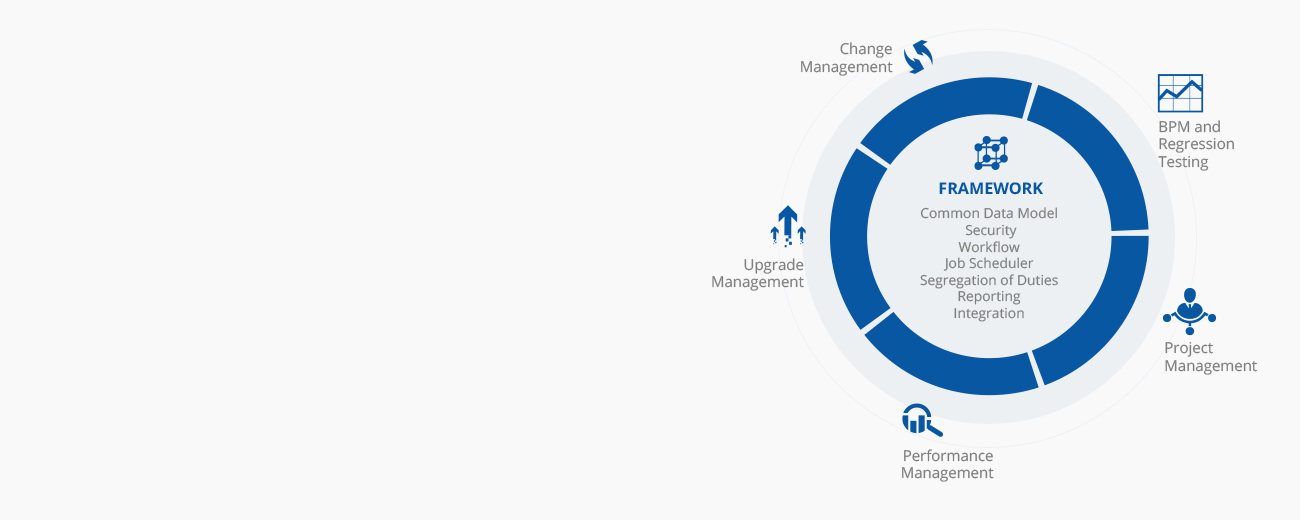 Change
Management
BPM and
Regression
Testing
FRAMEWORK
Common Data Model
Security
Workflow
Job Scheduler
Segregation of Duties
Reporting
Integration
Upgrade
Management
Project
Management
Performance
Management